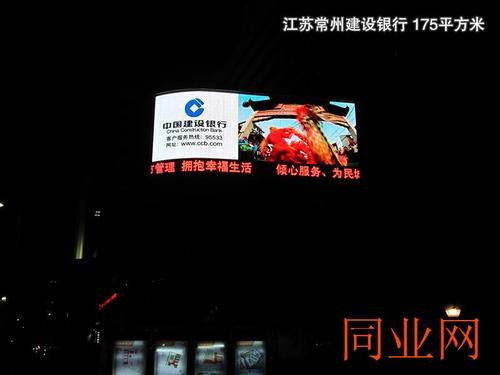 江苏常州建设银行 175平方米
中国建设银行
China Construction Bank
客户服务热线：95533
网址：www.ccb.com
管理 拥抱幸福生活 倾心服务、为民
同业网